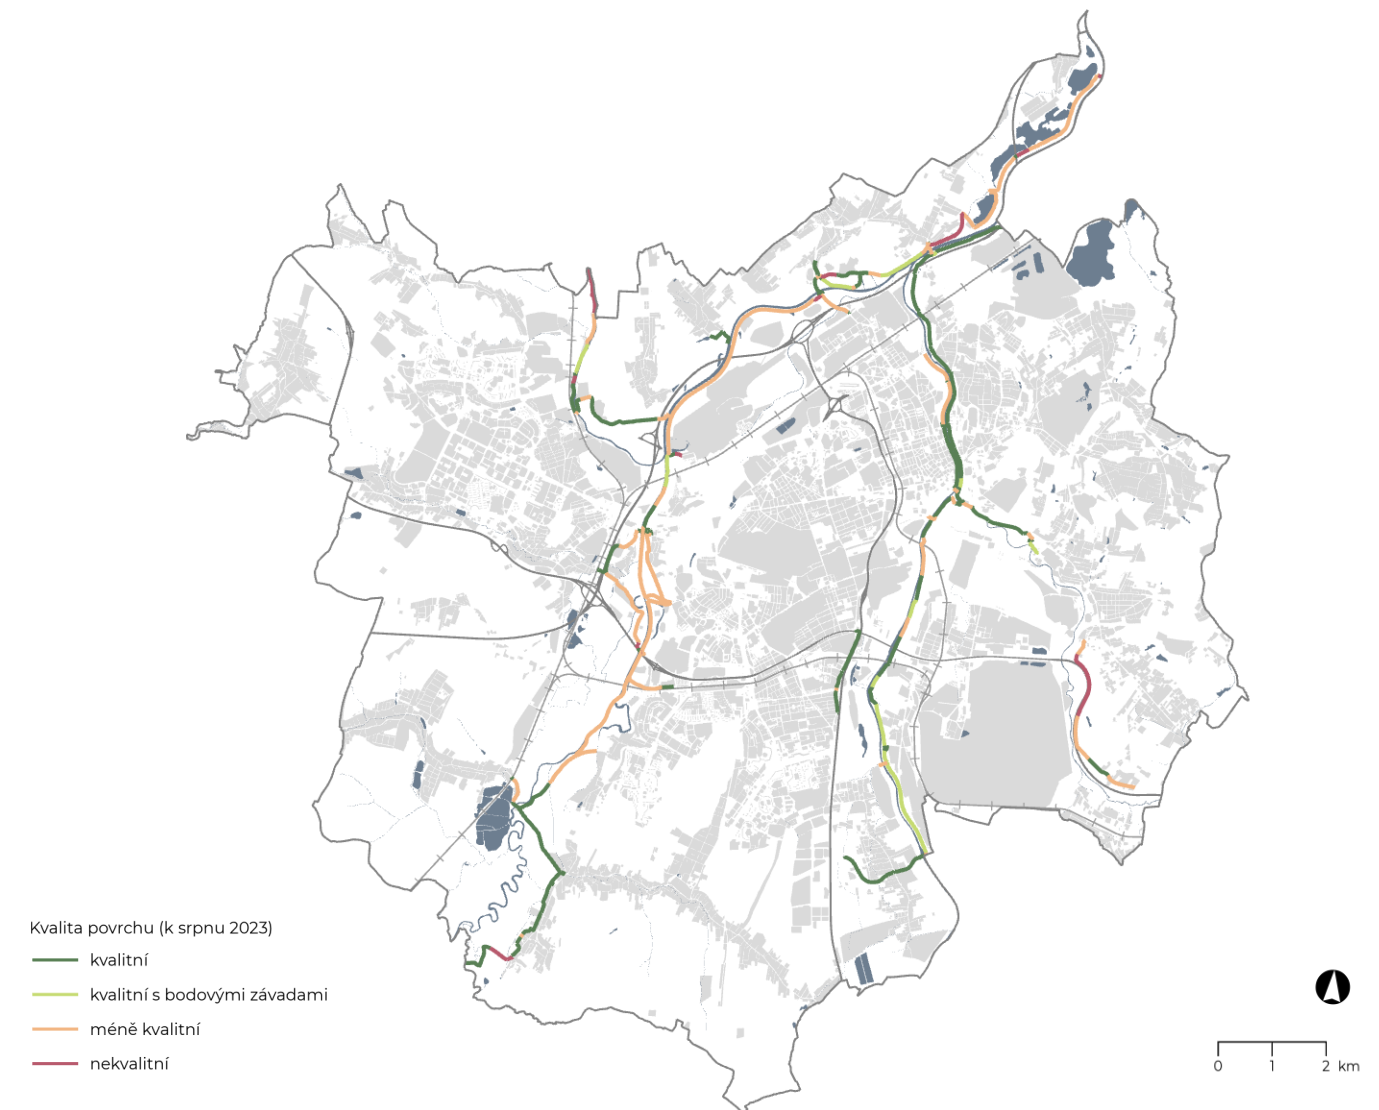 Kvalita povrchu (k srpnu 2023)
kvalitní
kvalitní s bodovými závadami
méně kvalitní
nekvalitní
0 1 2 km